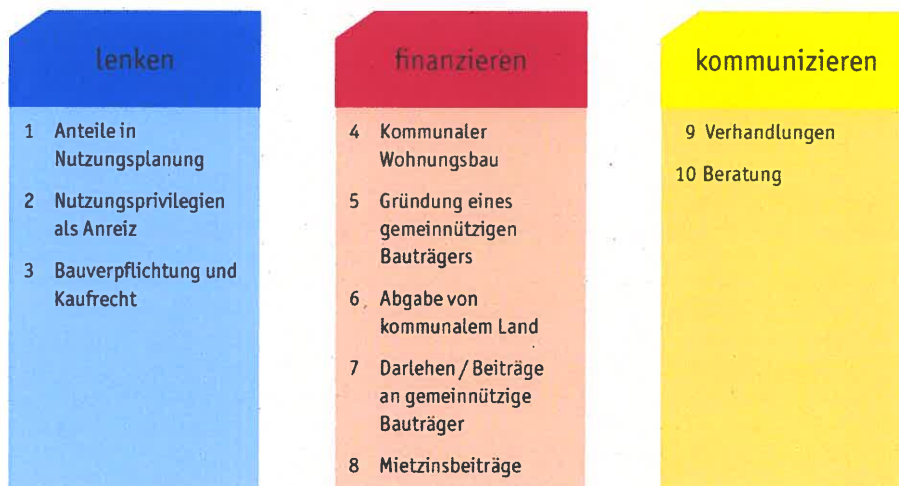 lenken
1 Anteile in
Nutzungsplanung
2 Nutzungsprivilegien
als Anreiz
3 Bauverpflichtung und
Kaufrecht
finanzieren
4 Kommunaler
Wohnungsbau
5 Gründung eines
gemeinnützigen
Bauträgers
6 Abgabe von
kommunalem Land
7 Darlehen / Beiträge
an gemeinnützige
Bauträger
8 Mietzinsbeiträge
kommunizieren
9 Verhandlungen
10 Beratung